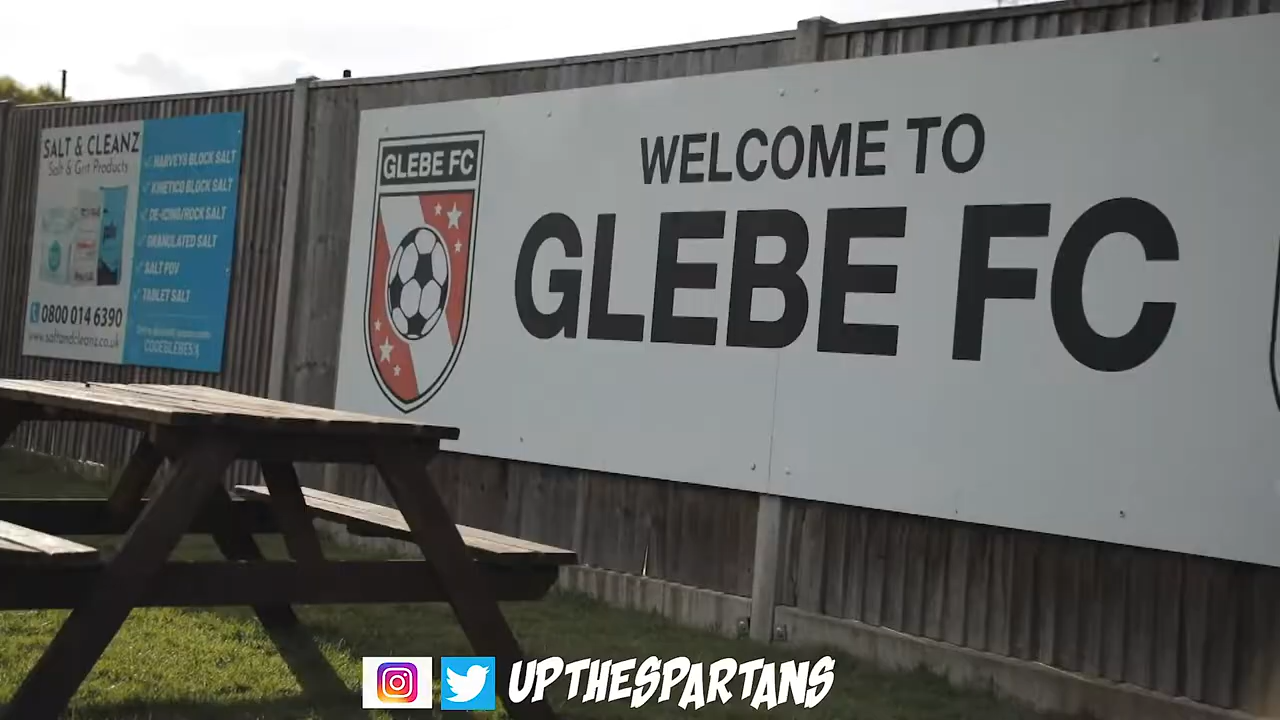 SALT & CLEANZ
Salt & Grit Products
0800 014 6390
www.saltandcleanz.co.uk
HARVEYS BLOCK SALT
KINETICO BLOCK SALT
DE-ICING/ROCK SALT
GRANULATED SALT
SALT PDV
TABLET SALT
GLEBE FC
WELCOME TO
GLEBE FC
UPTHESPARTANS